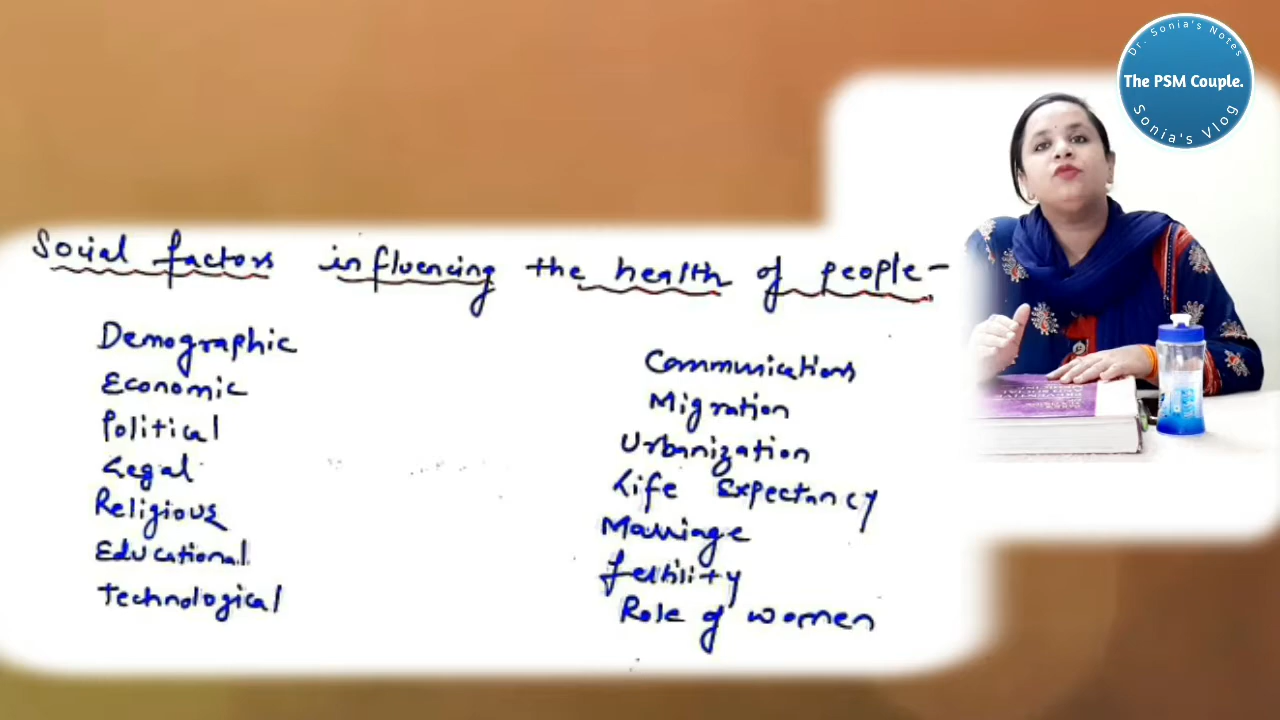 Social factors influencing the health of people-
Demographic
Economic
Political
Legal
Religious
Educational
Technological
Communications
Migration
Urbanization
Life Expectancy
Marriage
fertility
Role of women
Dr. Sonia's Notes
The PSM Couple.
Sonia's Vlog